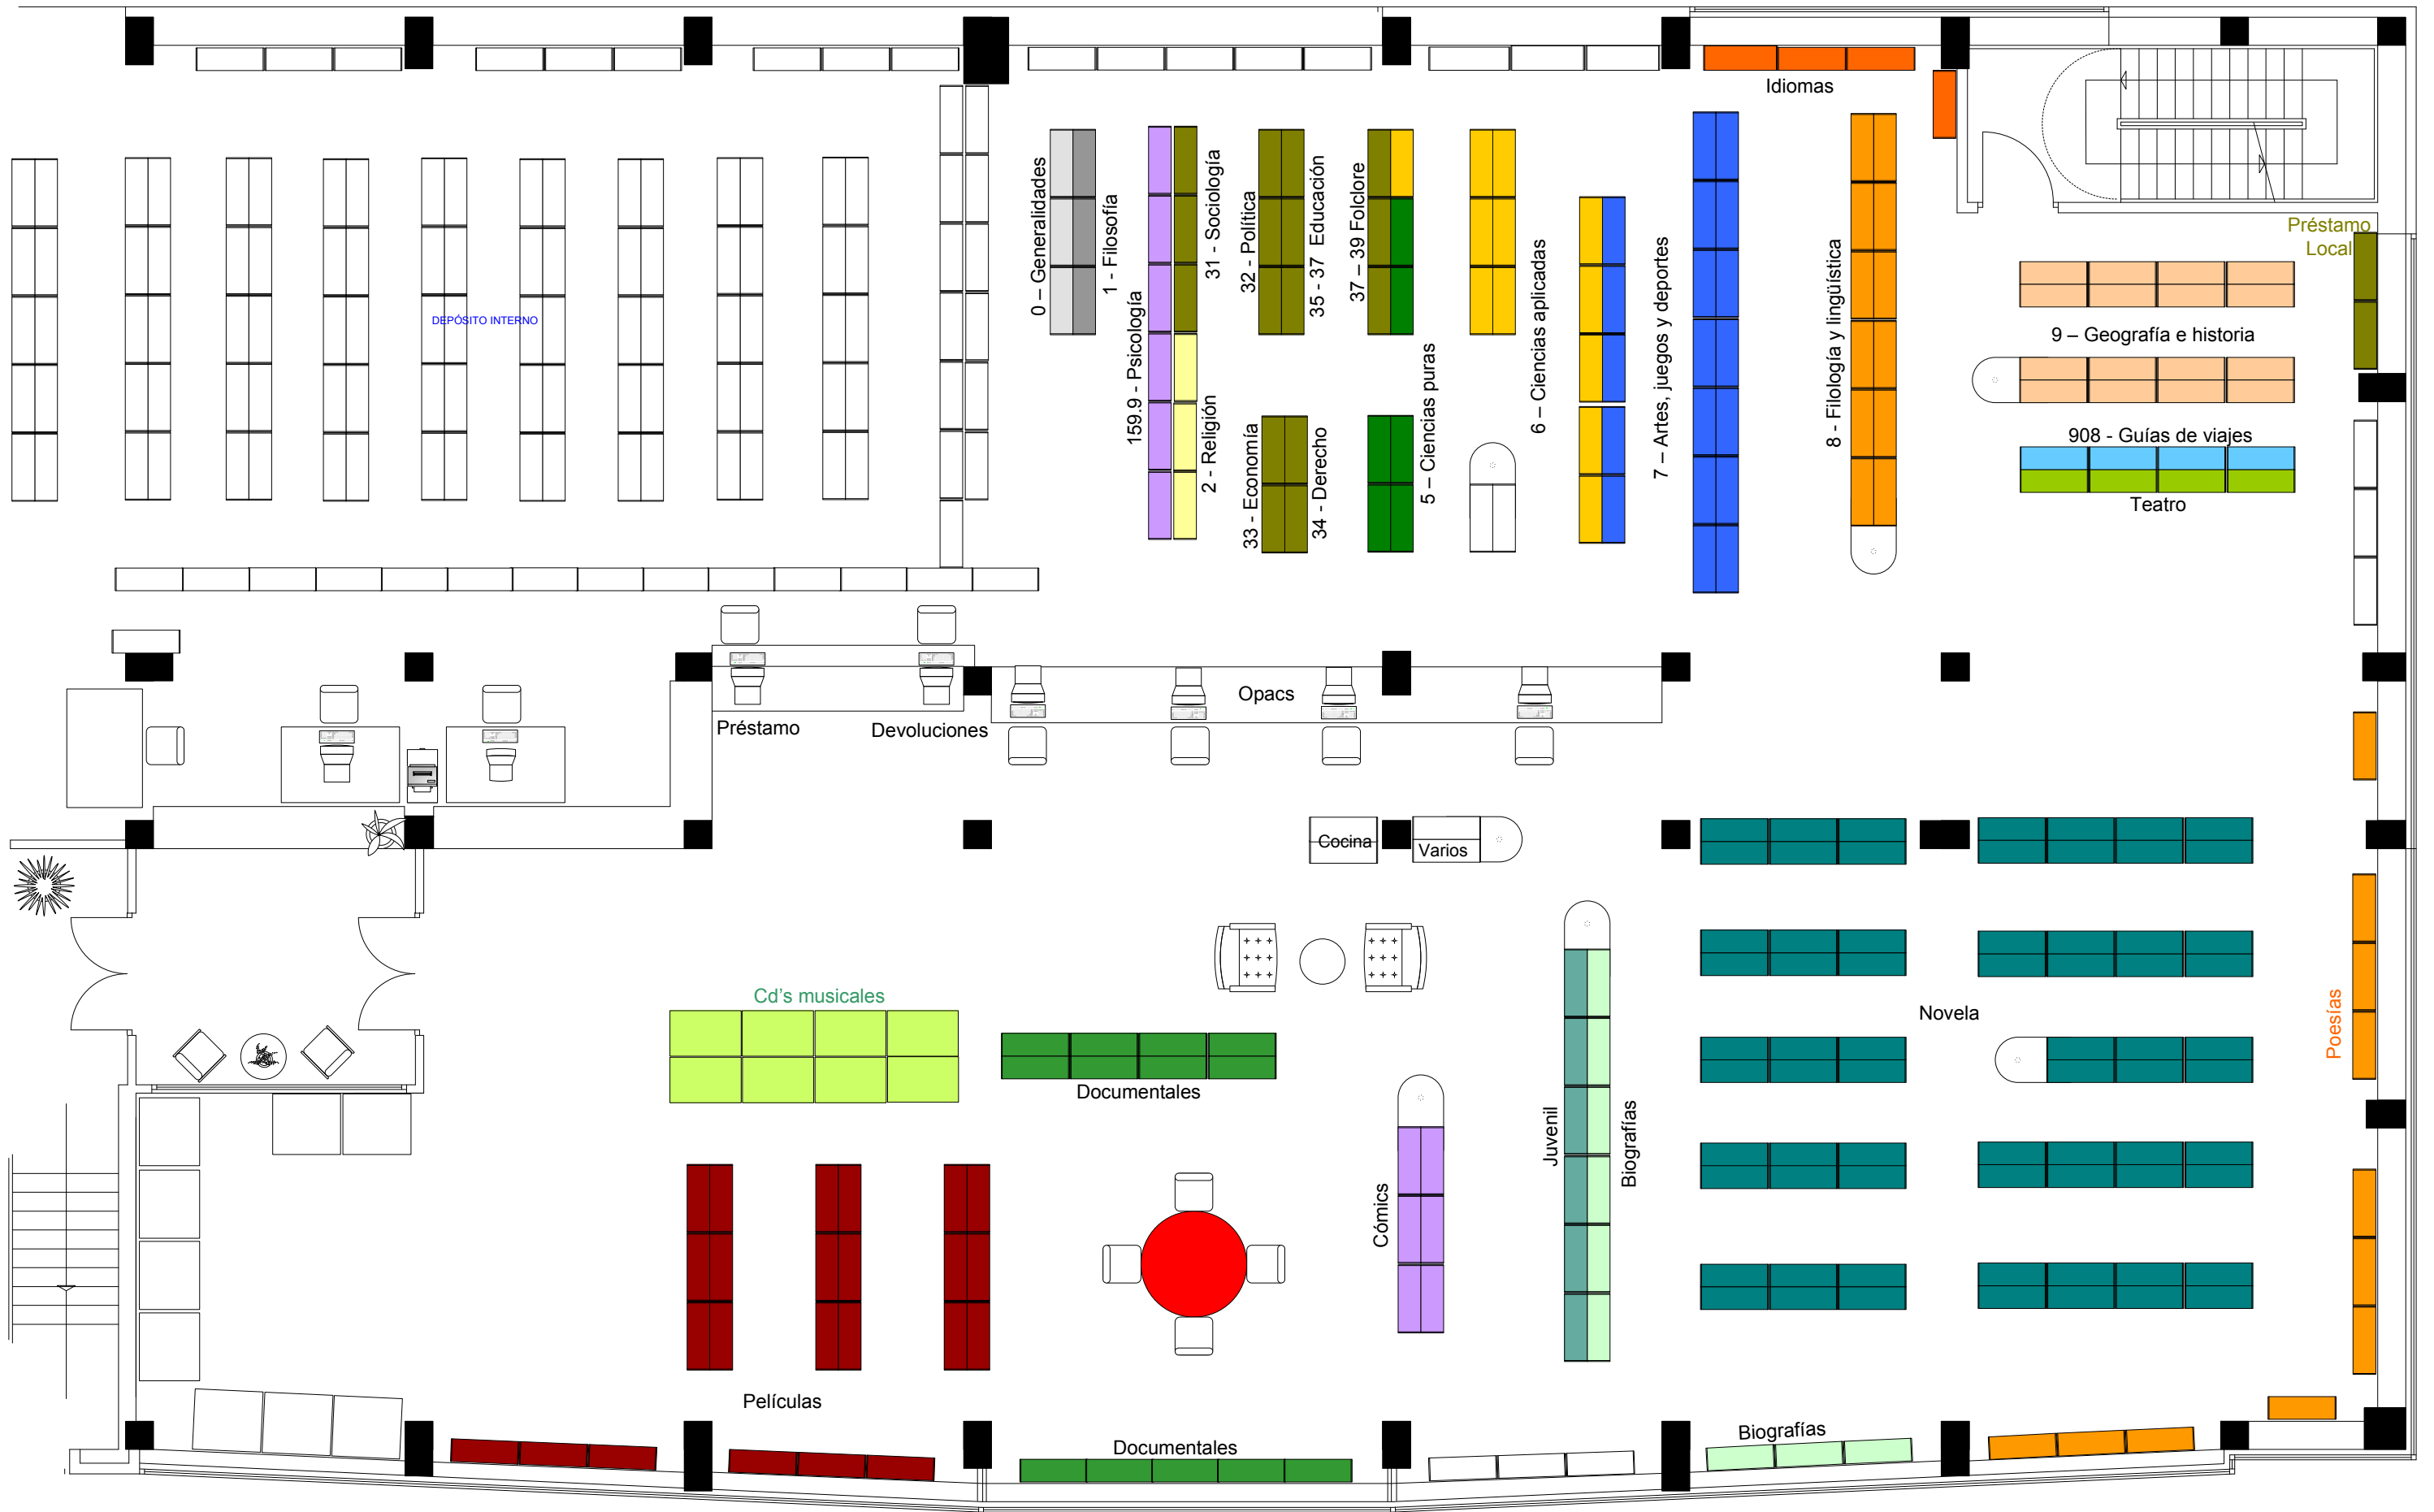 Idiomas
0 – Generalidades
1 - Filosofía
159.9 - Psicología
31 - Sociología
2 - Religión
32 - Política
35 - 37  Educación
33 - Economía
34 - Derecho
37 – 39 Folclore
5 – Ciencias puras
6 – Ciencias aplicadas
7 – Artes, juegos y deportes
8 - Filología y lingüística
Préstamo
Local
9 – Geografía e historia
908 - Guías de viajes
Teatro
DEPÓSITO INTERNO
Préstamo
Devoluciones
Opacs
Cocina
Varios
Cd's musicales
Documentales
Cómics
Juvenil
Biografías
Novela
Poesías
Películas
Documentales
Biografías